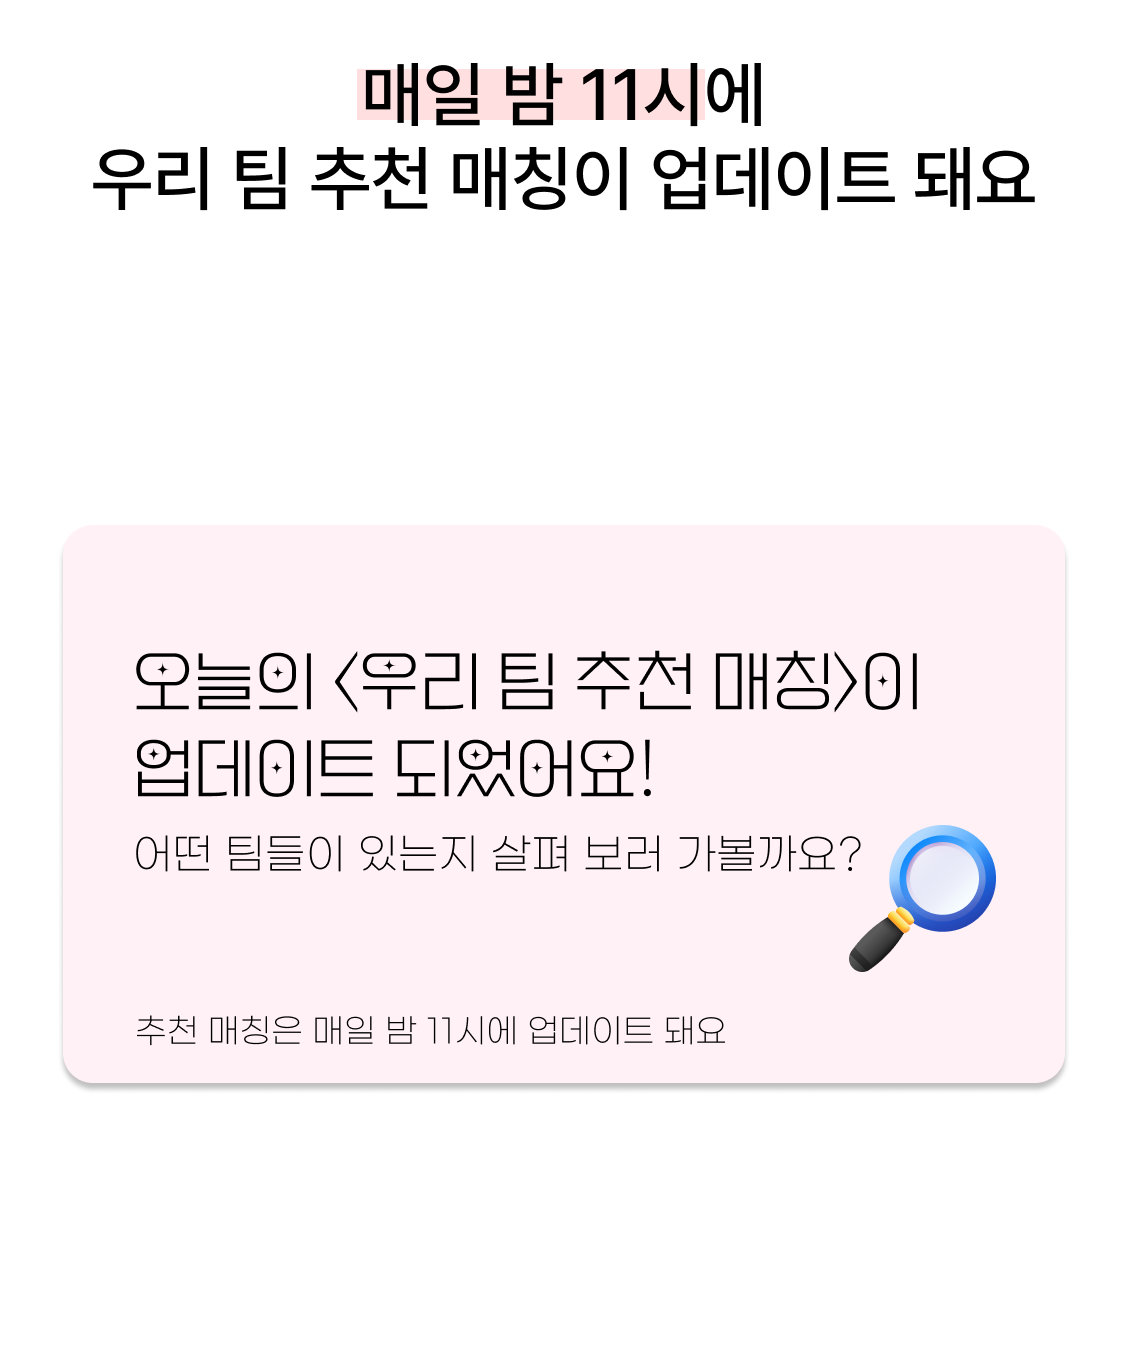 매일 밤 11시에
우리 팀 추천 매칭이 업데이트 돼요
오늘의 <우리 팀 추천 매칭>이
업데이트 되었어요!
어떤 팀들이 있는지 살펴 보러 가볼까요?
추천 매칭은 매일 밤 11시에 업데이트 돼요